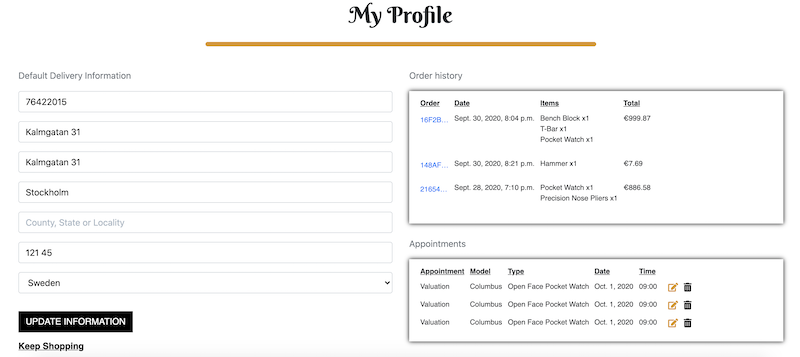 My Profile
Default Delivery Information
76422015
Kalmgatan 31
Kalmgatan 31
Stockholm
County, State or Locality
121 45
Sweden
UPDATE INFORMATION
Keep Shopping
Order history
Order Date Items Total
16F2B... Sept. 30, 2020, 8:04 p.m. Bench Block x1 €999.87
T-Bar x1
Pocket Watch x1
148AF... Sept. 30, 2020, 8:21 p.m. Hammer x1 €7.69
21654... Sept. 28, 2020, 7:10 p.m. Pocket Watch x1 €886.58
Precision Nose Pliers x1
Appointments
Appointment Model Type Date Time
Valuation Columbus Open Face Pocket Watch Oct. 1, 2020 09:00
Valuation Columbus Open Face Pocket Watch Oct. 1, 2020 09:00
Valuation Columbus Open Face Pocket Watch Oct. 1, 2020 09:00